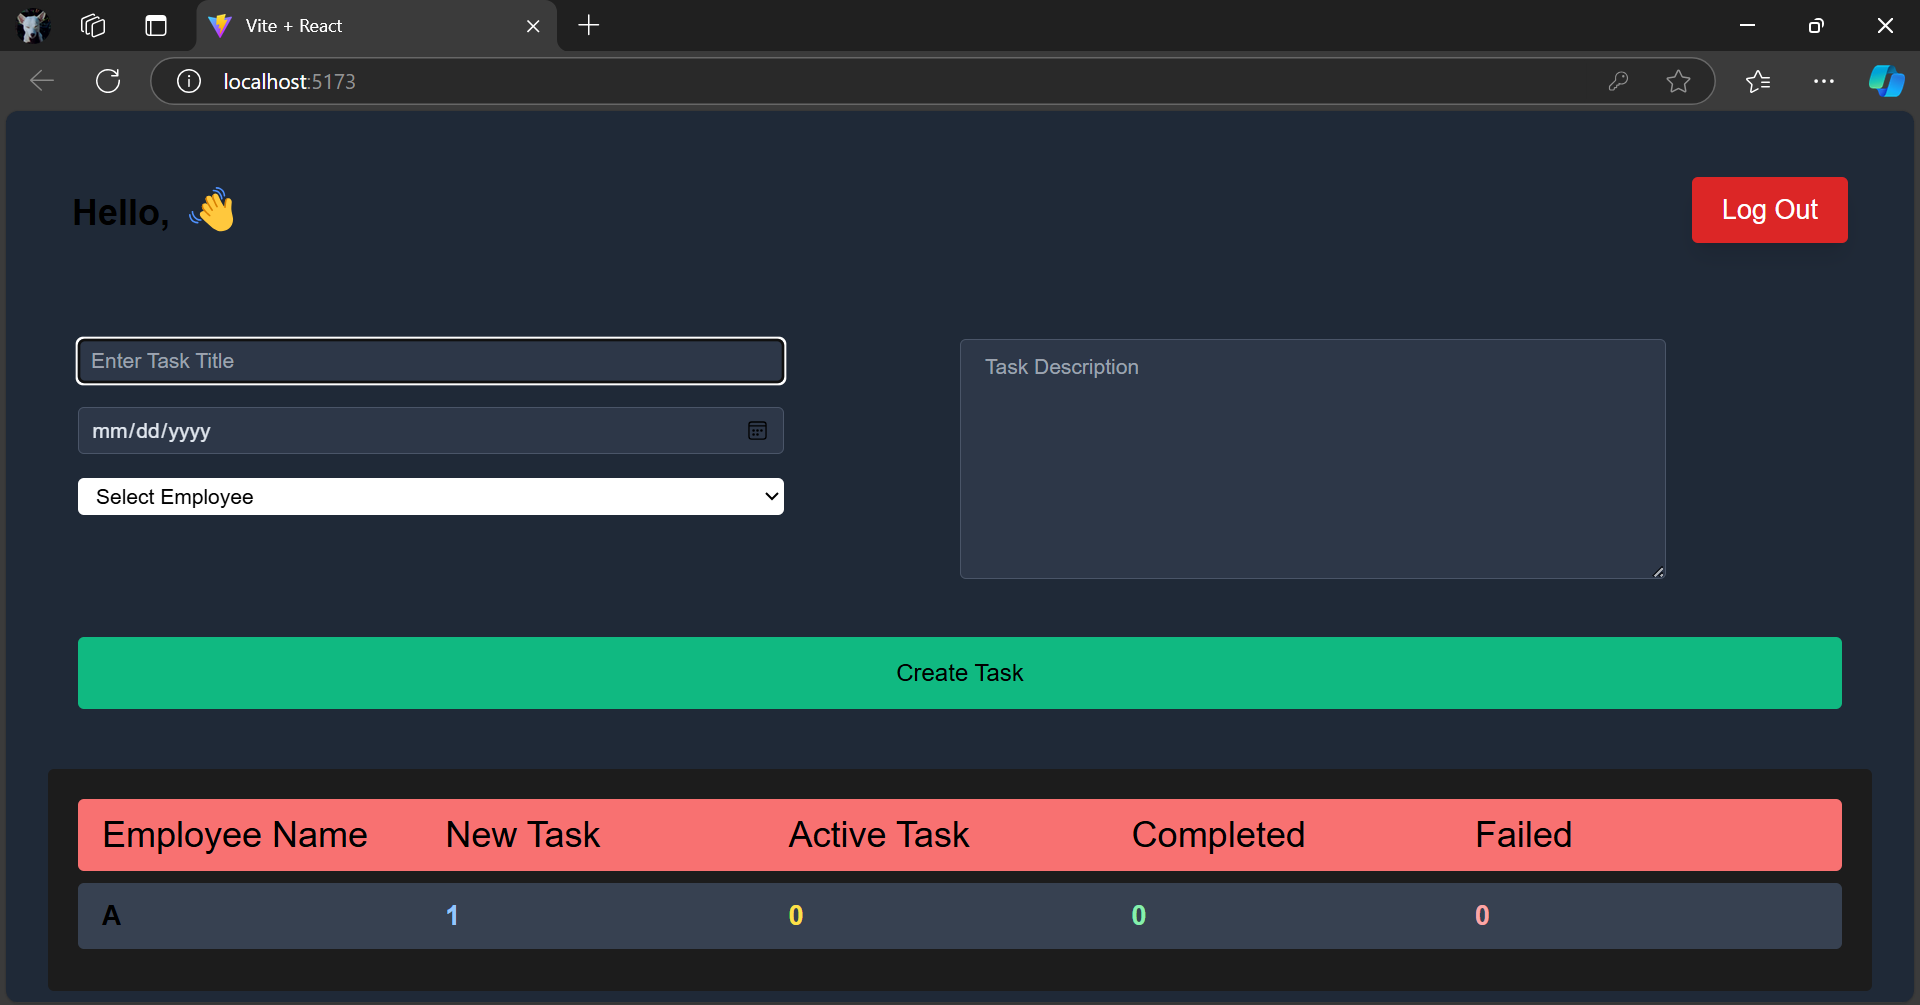 Vite + React
localhost:5173
Hello, 👋
Log Out
Enter Task Title
Task Description
mm/dd/yyyy
Select Employee
Create Task
Employee Name New Task Active Task Completed Failed
A 1 0 0 0